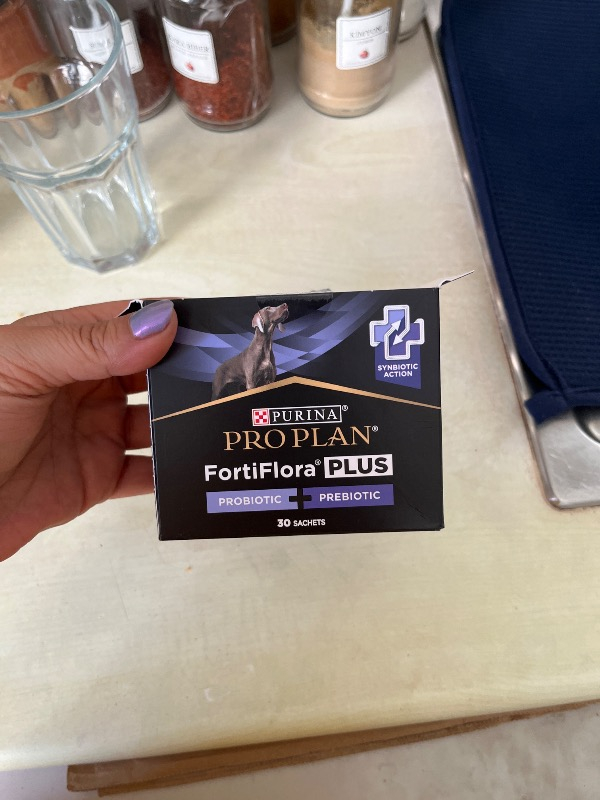 SYNBIOTIC
ACTION
PURINA®
PRO PLAN®
FortiFlora® PLUS
PROBIOTIC + PREBIOTIC
30 SACHETS